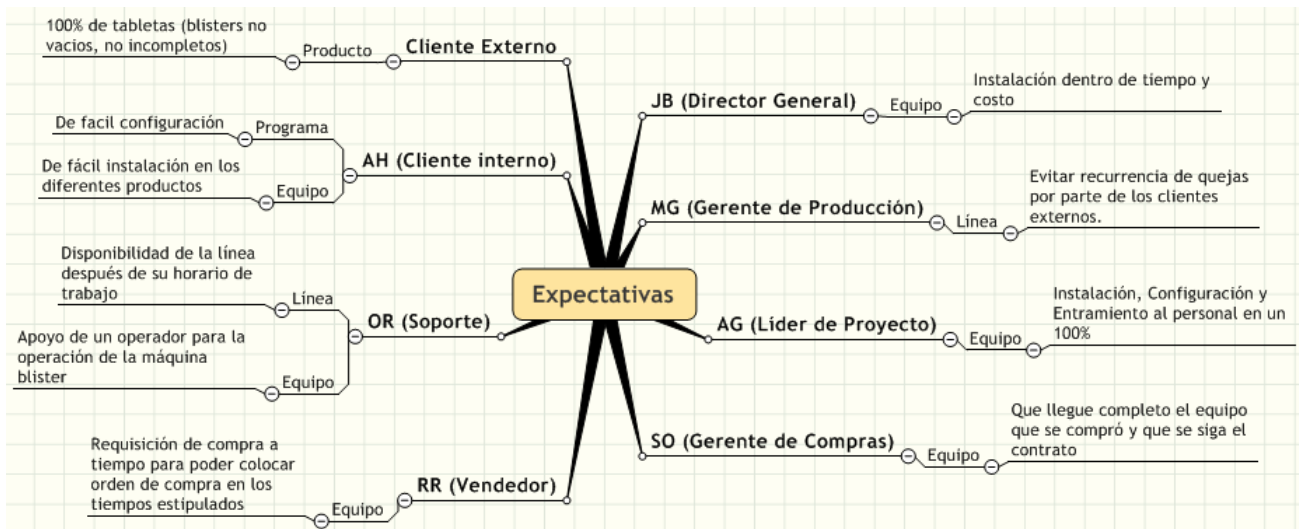 100% de tabletas (blisters no
vacios, no incompletos)
Producto
Cliente Externo
De facil configuración
Programa
De fácil instalación en los
diferentes productos
Equipo
AH (Cliente interno)
Disponibilidad de la línea
después de su horario de
trabajo
Línea
Apoyo de un operador para la
operación de la máquina
blister
Equipo
OR (Soporte)
Requisición de compra a
tiempo para poder colocar
orden de compra en los
tiempos estipulados
Equipo
RR (Vendedor)
Expectativas
JB (Director General)
Equipo
Instalación dentro de tiempo y
costo
MG (Gerente de Producción)
Línea
Evitar recurrencia de quejas
por parte de los clientes
externos.
AG (Líder de Proyecto)
Equipo
Instalación, Configuración y
Entramiento al personal en un
100%
SO (Gerente de Compras)
Equipo
Que llegue completo el equipo
que se compró y que se siga el
contrato